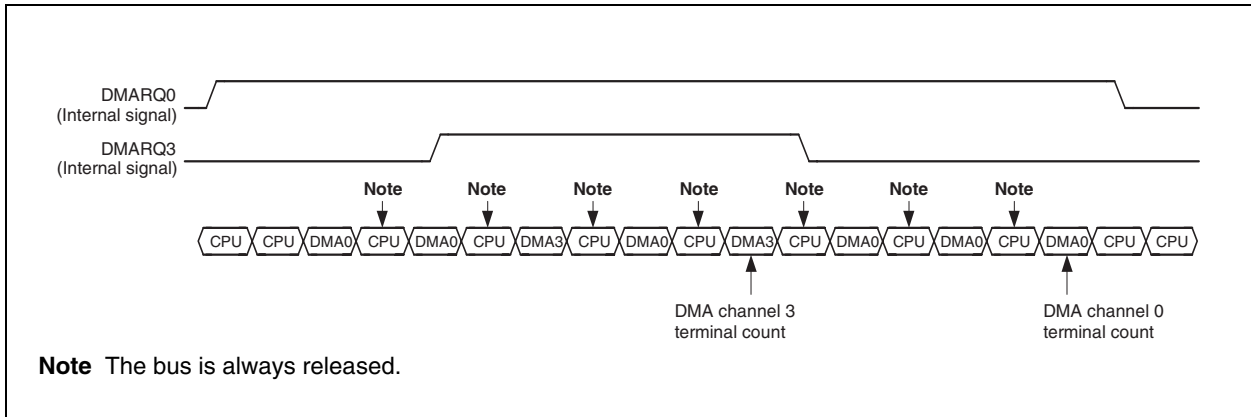 DMARQ0
(Internal signal)
DMARQ3
(Internal signal)
Note Note Note Note Note Note Note
CPU CPU DMA0 CPU DMA0 CPU DMA3 CPU DMA0 CPU DMA3 CPU DMA0 CPU DMA0 CPU DMA0 CPU CPU
DMA channel 3
terminal count
DMA channel 0
terminal count
Note The bus is always released.